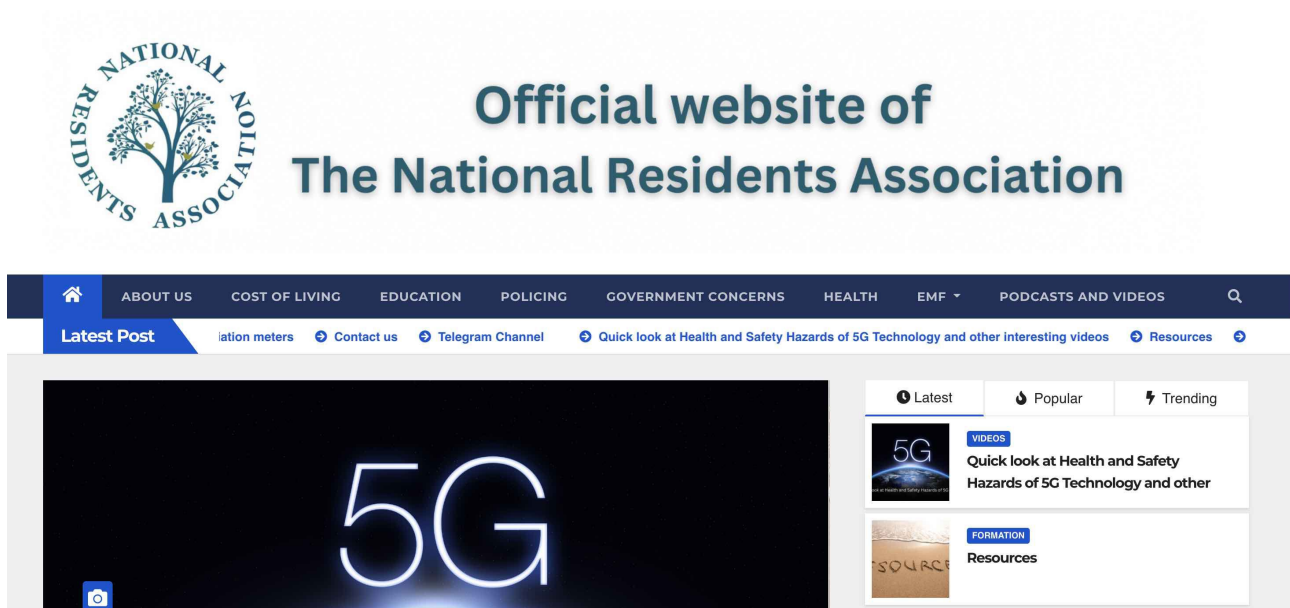 NATIONAL RESIDENTS ASSOCIATION
Official website of
The National Residents Association
ABOUT US COST OF LIVING EDUCATION POLICING GOVERNMENT CONCERNS HEALTH EMF PODCASTS AND VIDEOS
Latest Post iation meters Contact us Telegram Channel Quick look at Health and Safety Hazards of 5G Technology and other interesting videos Resources
5G
Latest Popular Trending
5G
VIDEOS
Quick look at Health and Safety
Hazards of 5G Technology and other
FORMATION
Resources